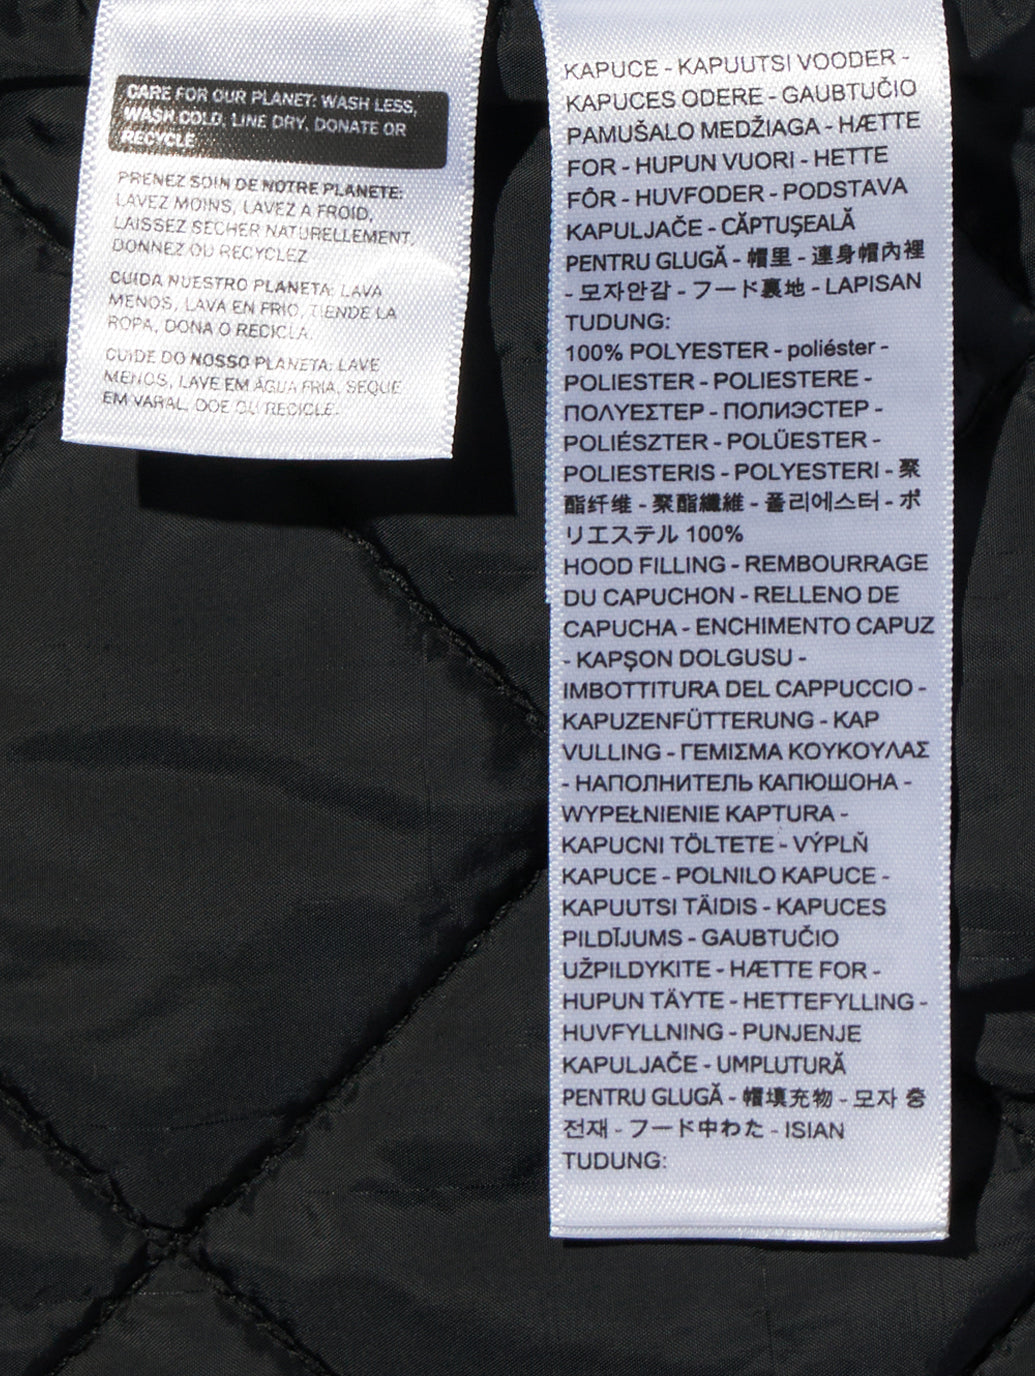 CARE FOR OUR PLANET: WASH LESS,
WASH COLD, LINE DRY, DONATE OR
RECYCLE
PRENEZ SOIN DE NOTRE PLANETE:
LAVEZ MOINS, LAVEZ A FROID,
LAISSEZ SECHER NATURELLEMENT,
DONNEZ OU RECYCLEZ
CUIDA NUESTRO PLANETA: LAVA
MENOS, LAVA EN FRIO, TIENDE LA
ROPA, DONA O RECICLA.
CUIDE DO NOSSO PLANETA: LAVE
MENOS, LAVE EM ÁGUA FRIA, SEQUE
EM VARAL, DOE OU RECICLE.
KAPUCE - KAPUUTSI VOODER -
KAPUCES ODERE - GAUBTUČIO
PAMUŠALO MEDŽIAGA - HÆTTE
FOR - HUPUN VUORI - HETTE
FÔR - HUVFODER - PODSTAVA
KAPULJAČE - CĂPTUŞEALĂ
PENTRU GLUGĂ - 帽里 - 連身帽內裡
- 모자안감 - フード裏地 - LAPISAN
TUDUNG:
100% POLYESTER - poliéster -
POLIESTER - POLIESTERE -
ΠΟΛΥΕΣΤΕΡ - ПОЛИЭСТЕР -
POLIÉSZTER - POLÜESTER -
POLIESTERIS - POLYESTERI - 聚
酯纤维 - 聚酯纖維 - 폴리에스터 - ポ
リエステル 100%
HOOD FILLING - REMBOURRAGE
DU CAPUCHON - RELLENO DE
CAPUCHA - ENCHIMENTO CAPUZ
- KAPŞON DOLGUSU -
IMBOTTITURA DEL CAPPUCCIO -
KAPUZENFÜTTERUNG - KAP
VULLING - ΓΕΜΙΣΜΑ ΚΟΥΚΟΥΛΑΣ
- НАПОЛНИТЕЛЬ КАПЮШОНА -
WYPEŁNIENIE KAPTURA -
KAPUCNI TÖLTETE - VÝPLŇ
KAPUCE - POLNILO KAPUCE -
KAPUUTSI TÄIDIS - KAPUCES
PILDĪJUMS - GAUBTUČIO
UŽPILDYKITE - HÆTTE FOR -
HUPUN TÄYTE - HETTEFYLLING -
HUVFYLLNING - PUNJENJE
KAPULJAČE - UMPLUTURĂ
PENTRU GLUGĂ - 帽填充物 - 모자 충
전재 - フード中わた - ISIAN
TUDUNG: